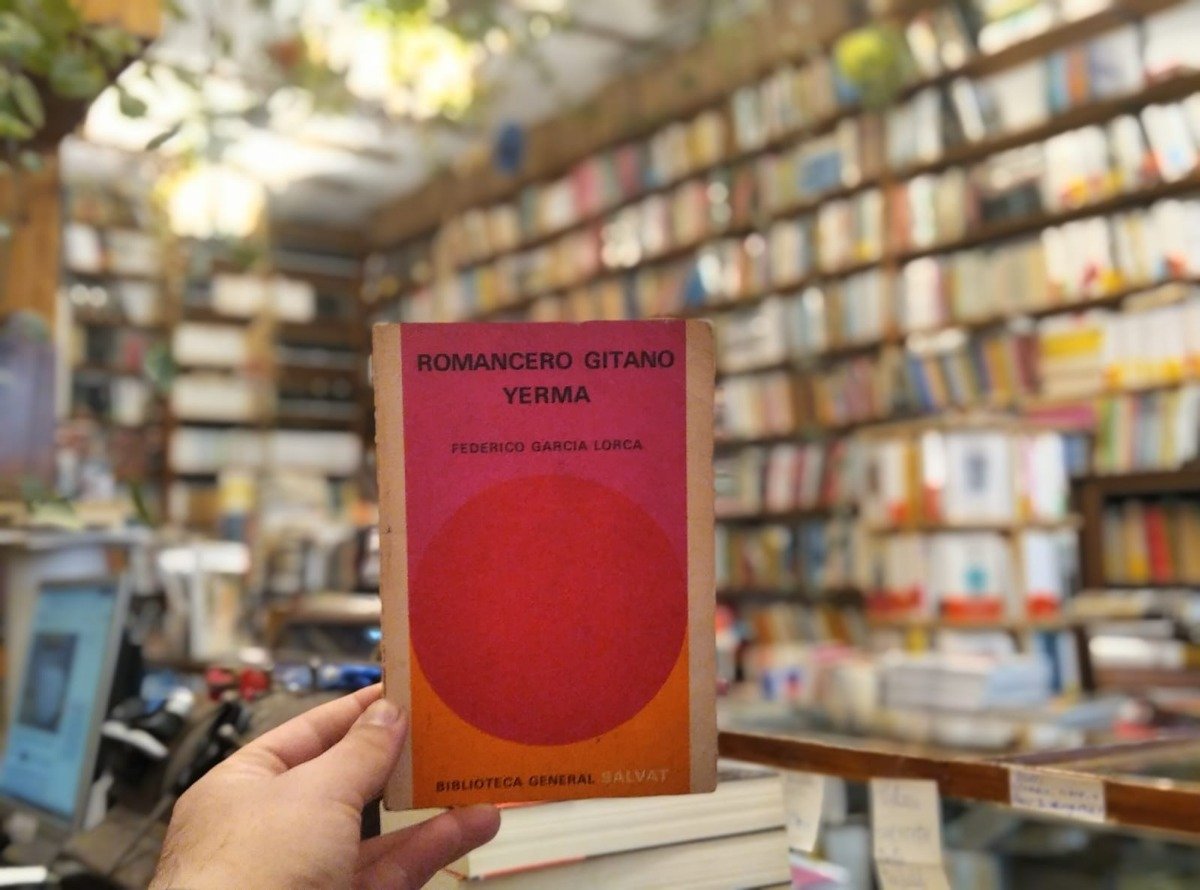 ROMANCERO GITANO
YERMA
FEDERICO GARCIA LORCA
BIBLIOTECA GENERAL SALVAT